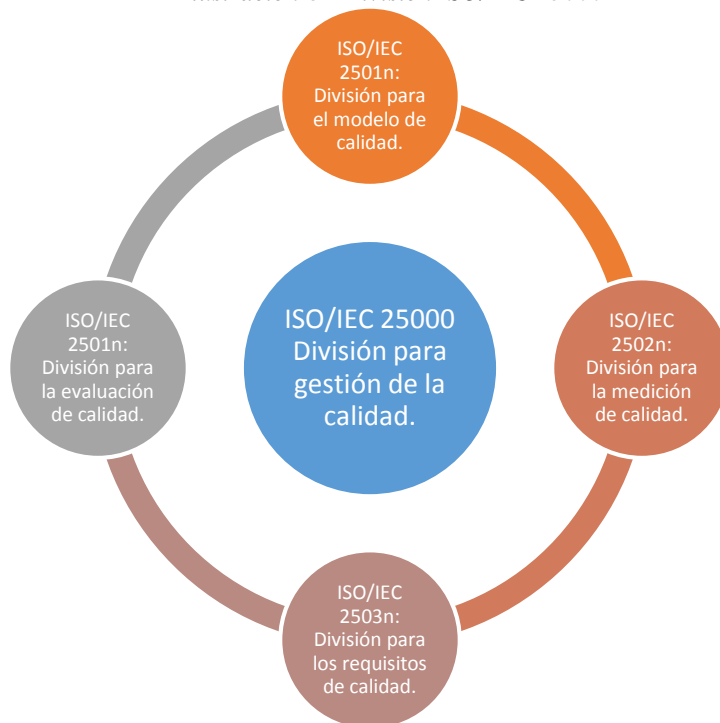 ISO/IEC
2501n:
División para
el modelo de
calidad.
ISO/IEC 25000
División para
gestión de la
calidad.
ISO/IEC
2501n:
División para
la evaluación
de calidad.
ISO/IEC
2502n:
División para
la medición
de calidad.
ISO/IEC
2503n:
División para
los requisitos
de calidad.